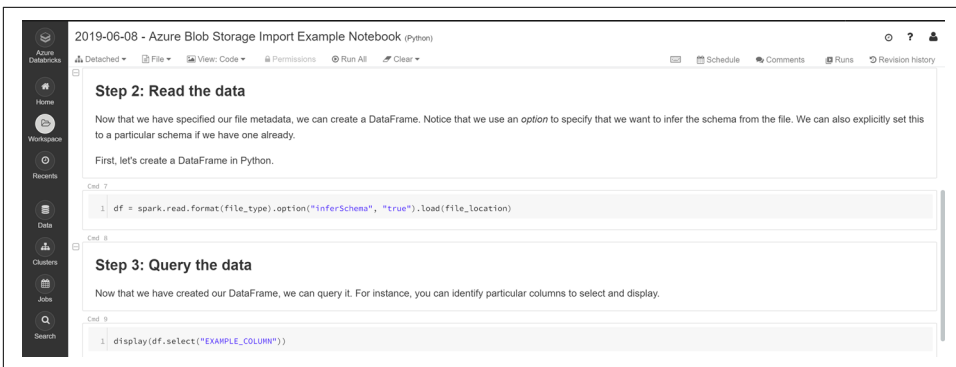 2019-06-08 - Azure Blob Storage Import Example Notebook (Python)
?
Azure
Databricks
Detached
File
View: Code
Permissions
Run All
Clear
Schedule
Comments
Runs
Revision history
Home
Workspace
Recents
Data
Clusters
Jobs
Search
Step 2: Read the data
Now that we have specified our file metadata, we can create a DataFrame. Notice that we use an option to specify that we want to infer the schema from the file. We can also explicitly set this
to a particular schema if we have one already.
First, let's create a DataFrame in Python.
Cmd 7
1 df = spark.read.format(file_type).option("inferSchema", "true").load(file_location)
Cmd 8
Step 3: Query the data
Now that we have created our DataFrame, we can query it. For instance, you can identify particular columns to select and display.
Cmd 9
1 display(df.select("EXAMPLE_COLUMN"))